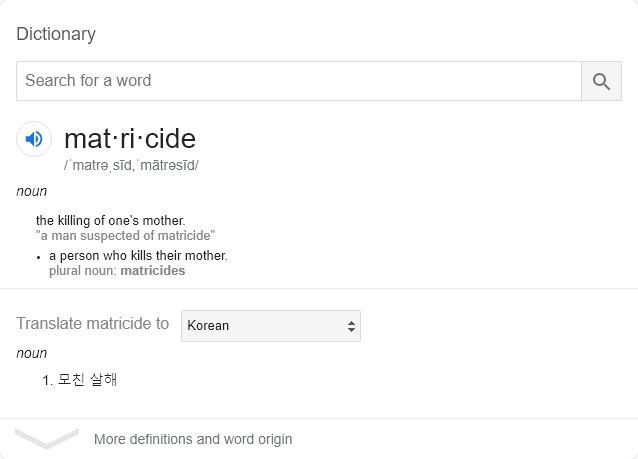 Dictionary
Search for a word
mat·ri·cide
/ˈmatrəˌsīd,ˈmātrəsīd/
noun
the killing of one's mother.
"a man suspected of matricide"
• a person who kills their mother.
plural noun: matricides
Translate matricide to Korean
noun
1. 모친 살해
More definitions and word origin